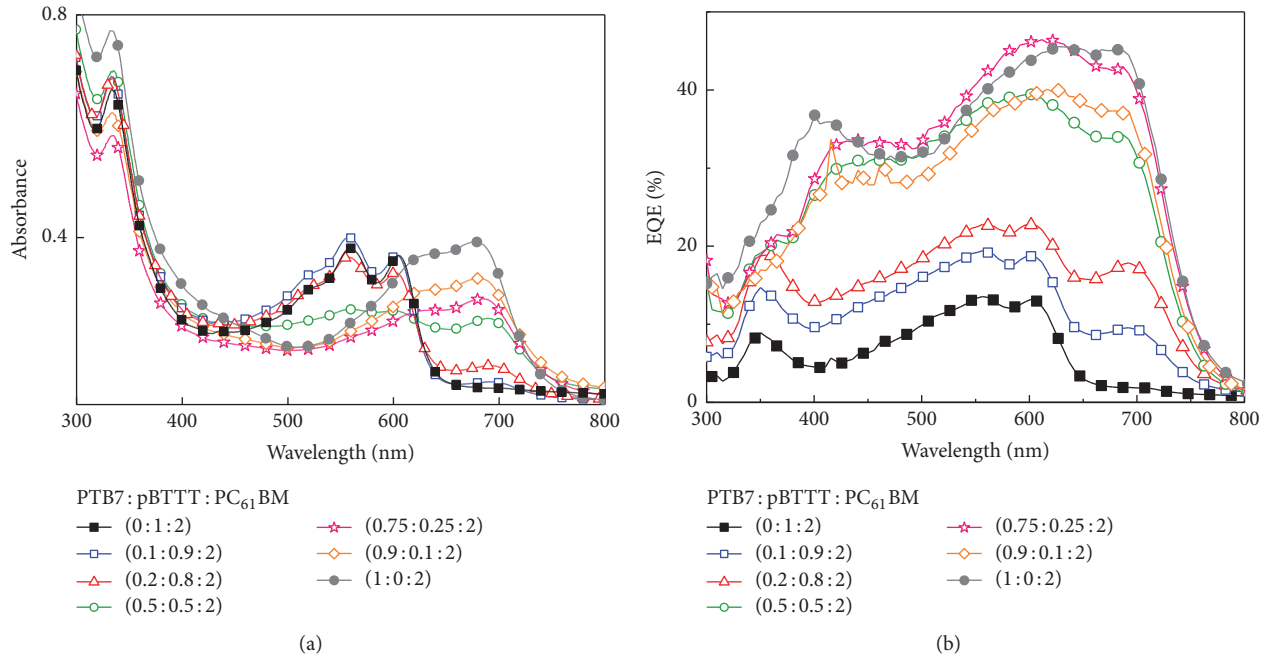 0.8
0.4
Absorbance
300 400 500 600 700 800
Wavelength (nm)
PTB7 : pBTTT : PC₆₁BM
(0 : 1 : 2)
(0.1 : 0.9 : 2)
(0.2 : 0.8 : 2)
(0.5 : 0.5 : 2)
(0.75 : 0.25 : 2)
(0.9 : 0.1 : 2)
(1 : 0 : 2)
(a)
40
20
0
EQE (%)
300 400 500 600 700 800
Wavelength (nm)
PTB7 : pBTTT : PC₆₁BM
(0 : 1 : 2)
(0.1 : 0.9 : 2)
(0.2 : 0.8 : 2)
(0.5 : 0.5 : 2)
(0.75 : 0.25 : 2)
(0.9 : 0.1 : 2)
(1 : 0 : 2)
(b)